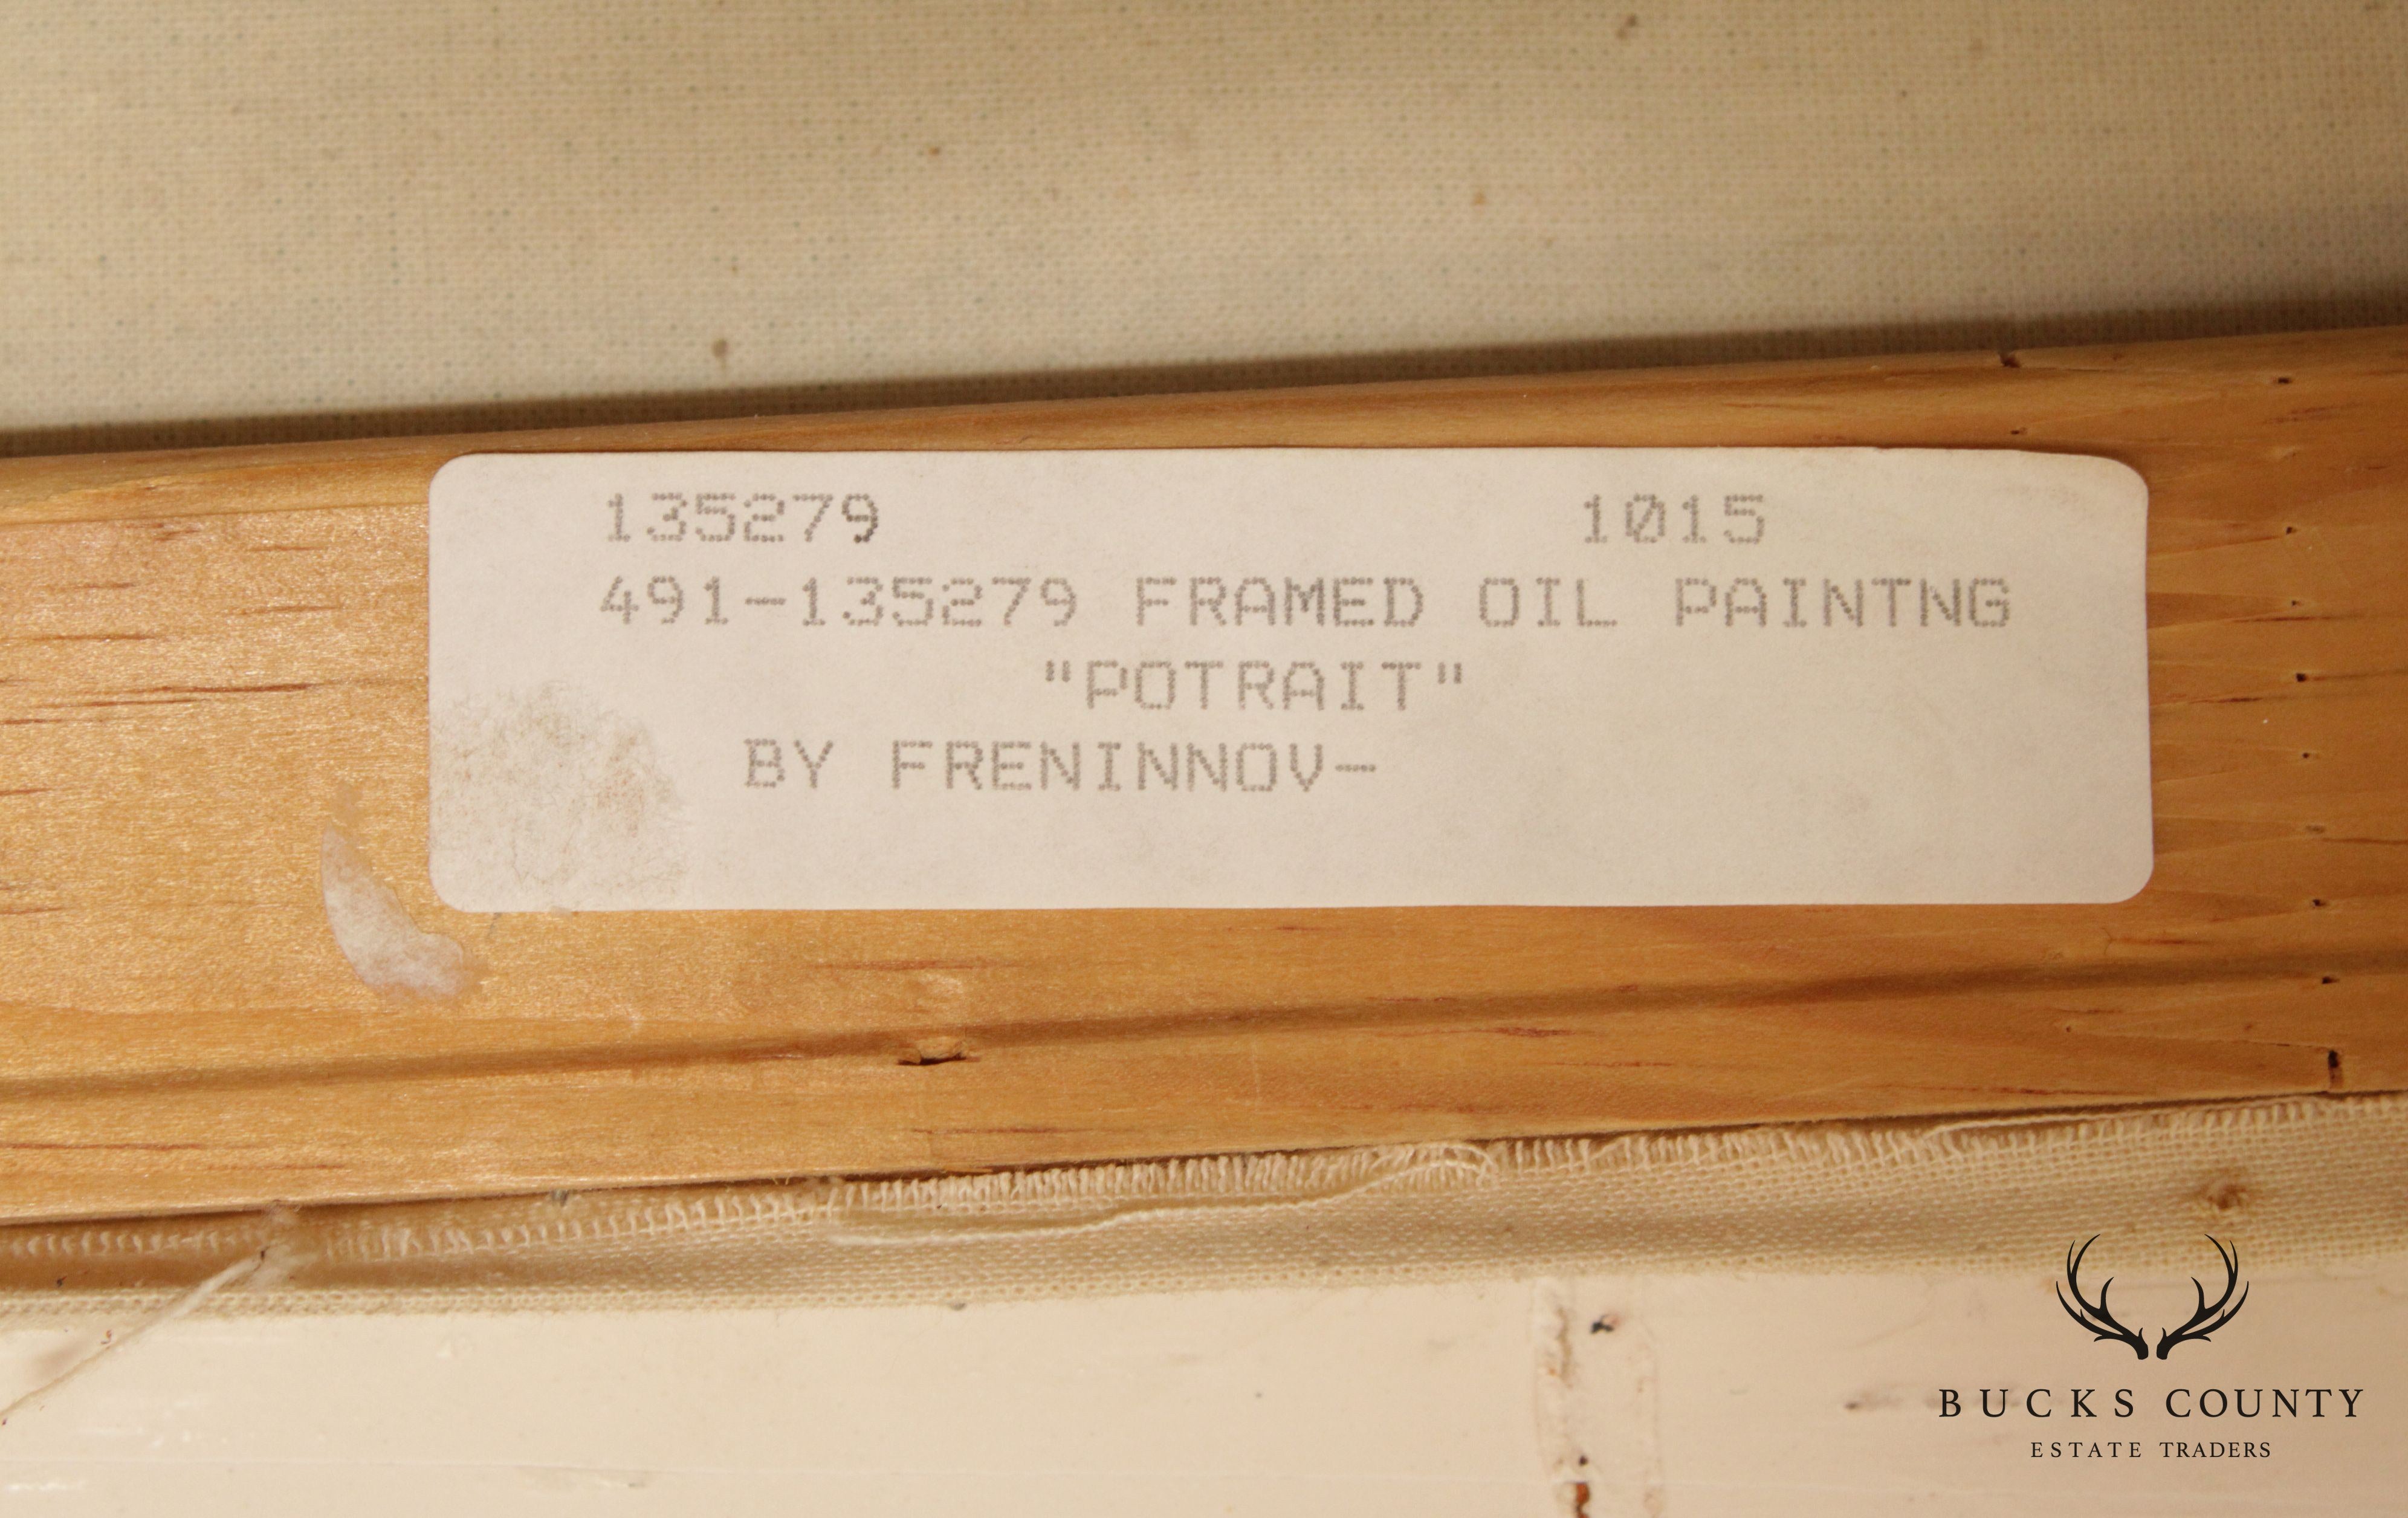 135279 1015
491-135279 FRAMED OIL PAINTNG
"POTRAIT"
BY FRENINNOV-
BUCKS COUNTY
ESTATE TRADERS